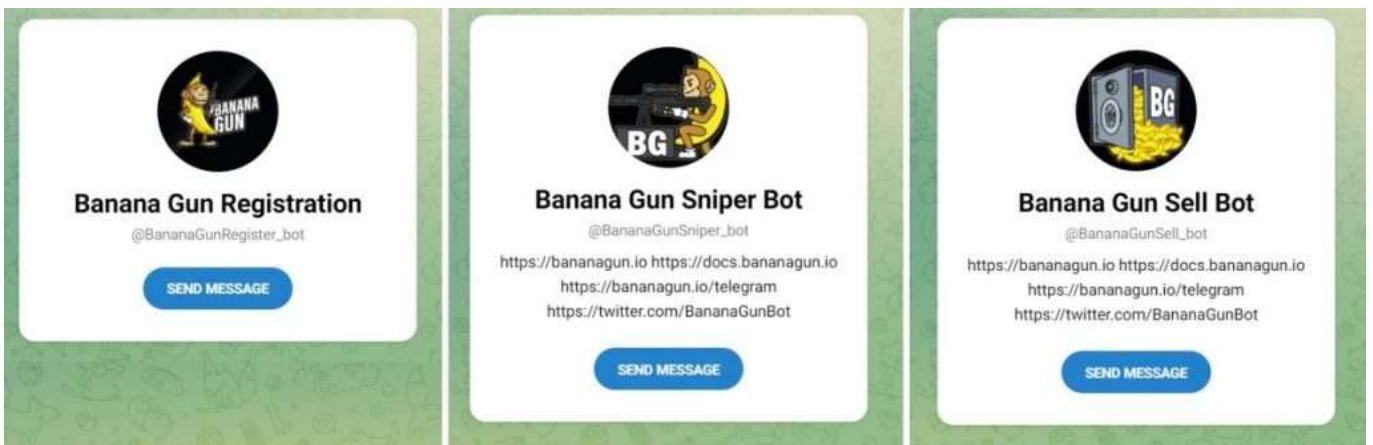 BANANA
GUN
Banana Gun Registration
@BananaGunRegister_bot
SEND MESSAGE
BG
Banana Gun Sniper Bot
@BananaGunSniper_bot
https://bananagun.io https://docs.bananagun.io
https://bananagun.io/telegram
https://twitter.com/BananaGunBot
SEND MESSAGE
BG
Banana Gun Sell Bot
@BananaGunSell_bot
https://bananagun.io https://docs.bananagun.io
https://bananagun.io/telegram
https://twitter.com/BananaGunBot
SEND MESSAGE